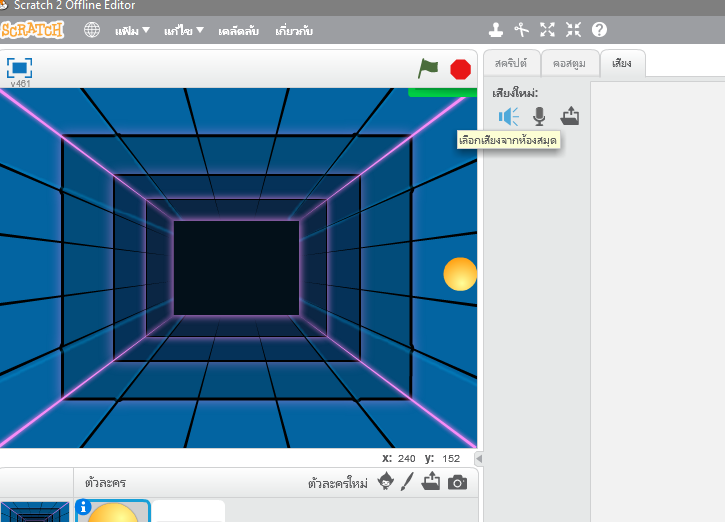 Scratch 2 Offline Editor
SCRATCH แฟ้ม แก้ไข เคล็ดลับ เกี่ยวกับ
v461
สคริปต์ คอสตูม เสียง
เสียงใหม่:
เลือกเสียงจากห้องสมุด
x: 240 y: 152
ตัวละคร ตัวละครใหม่